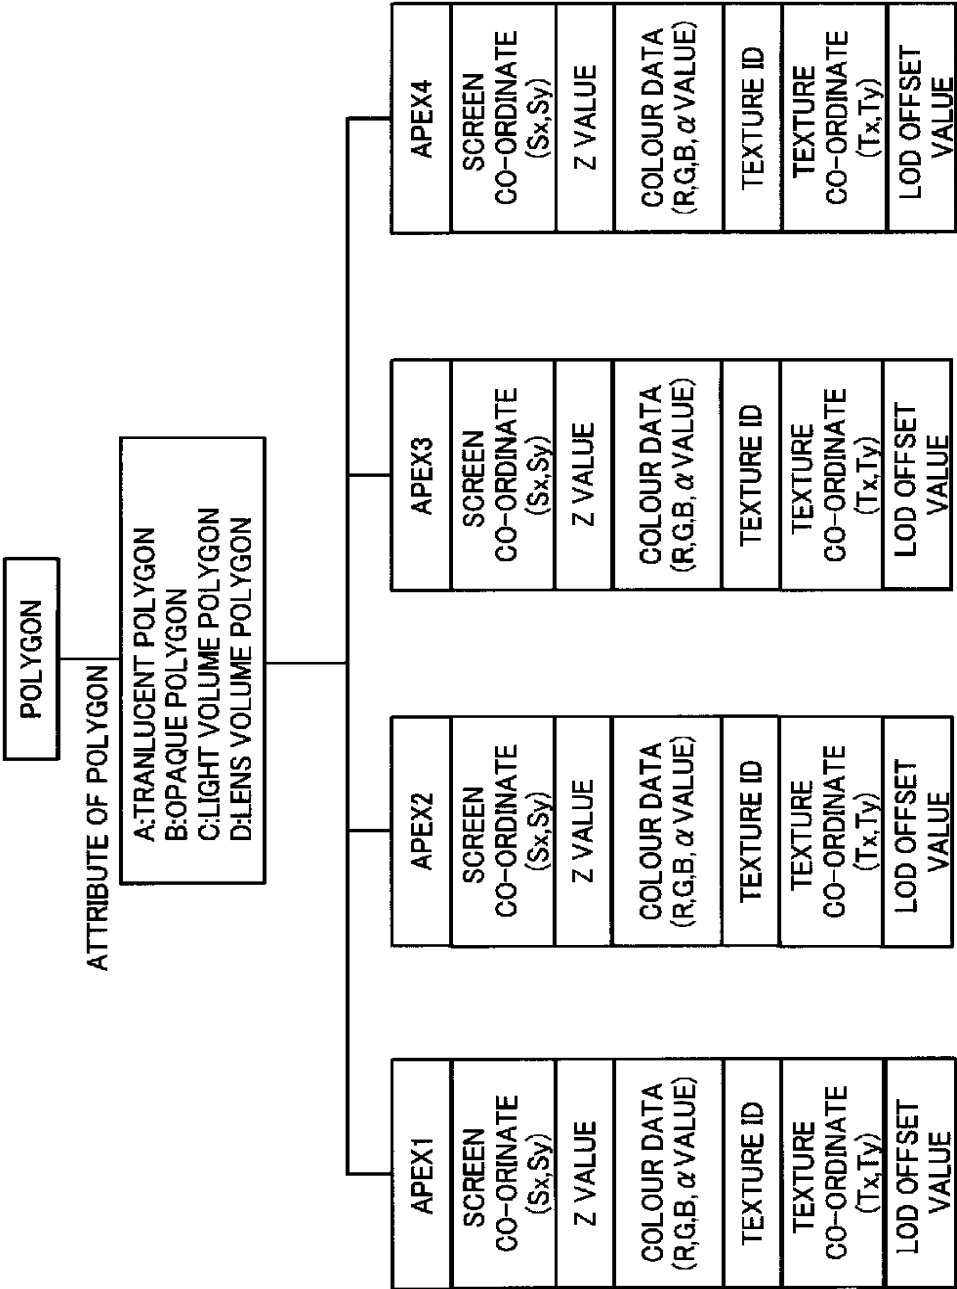 POLYGON
ATTRIBUTE OF POLYGON
A:TRANLUCENT POLYGON
B:OPAQUE POLYGON
C:LIGHT VOLUME POLYGON
D:LENS VOLUME POLYGON
APEX1
SCREEN
CO-ORINATE
(Sx,Sy)
Z VALUE
COLOUR DATA
(R,G,B,α VALUE)
TEXTURE ID
TEXTURE
CO-ORDINATE
(Tx,Ty)
LOD OFFSET
VALUE
APEX2
SCREEN
CO-ORDINATE
(Sx,Sy)
Z VALUE
COLOUR DATA
(R,G,B,α VALUE)
TEXTURE ID
TEXTURE
CO-ORDINATE
(Tx,Ty)
LOD OFFSET
VALUE
APEX3
SCREEN
CO-ORDINATE
(Sx,Sy)
Z VALUE
COLOUR DATA
(R,G,B,α VALUE)
TEXTURE ID
TEXTURE
CO-ORDINATE
(Tx,Ty)
LOD OFFSET
VALUE
APEX4
SCREEN
CO-ORDINATE
(Sx,Sy)
Z VALUE
COLOUR DATA
(R,G,B,α VALUE)
TEXTURE ID
TEXTURE
CO-ORDINATE
(Tx,Ty)
LOD OFFSET
VALUE